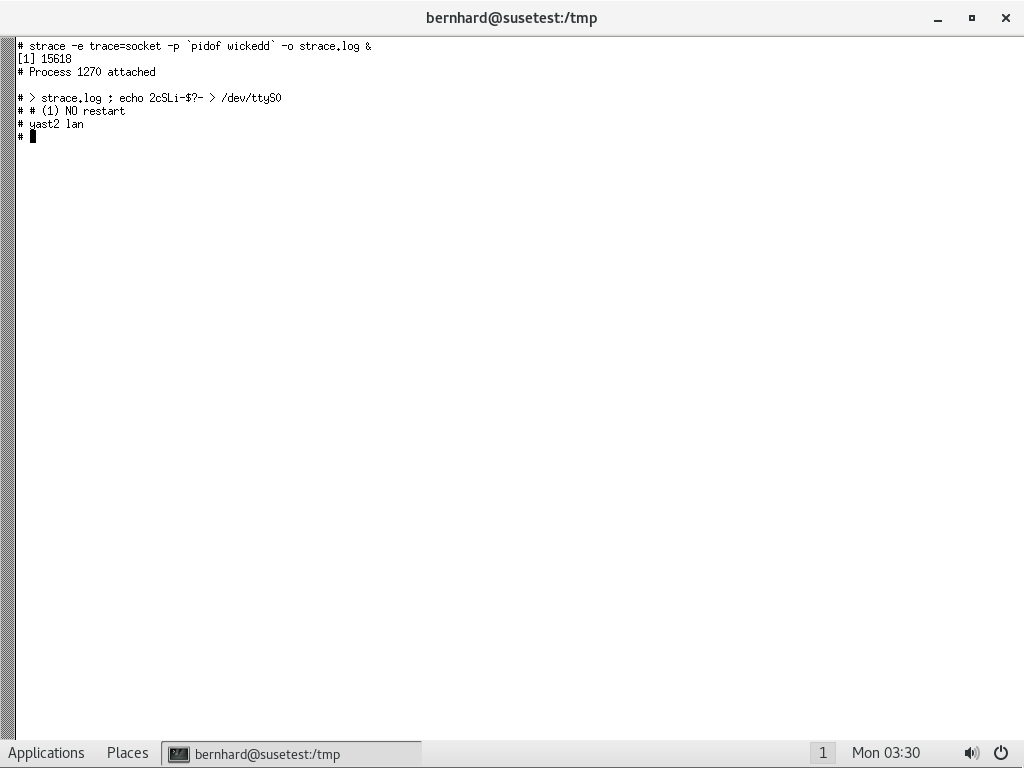 bernhard@susetest:/tmp
# strace -e trace=socket -p `pidof wickedd` -o strace.log &
[1] 15618
# Process 1270 attached
# > strace.log ; echo 2cSLi-$?- > /dev/ttyS0
# # (1) NO restart
# yast2 lan
#
Applications Places bernhard@susetest:/tmp 1 Mon 03:30